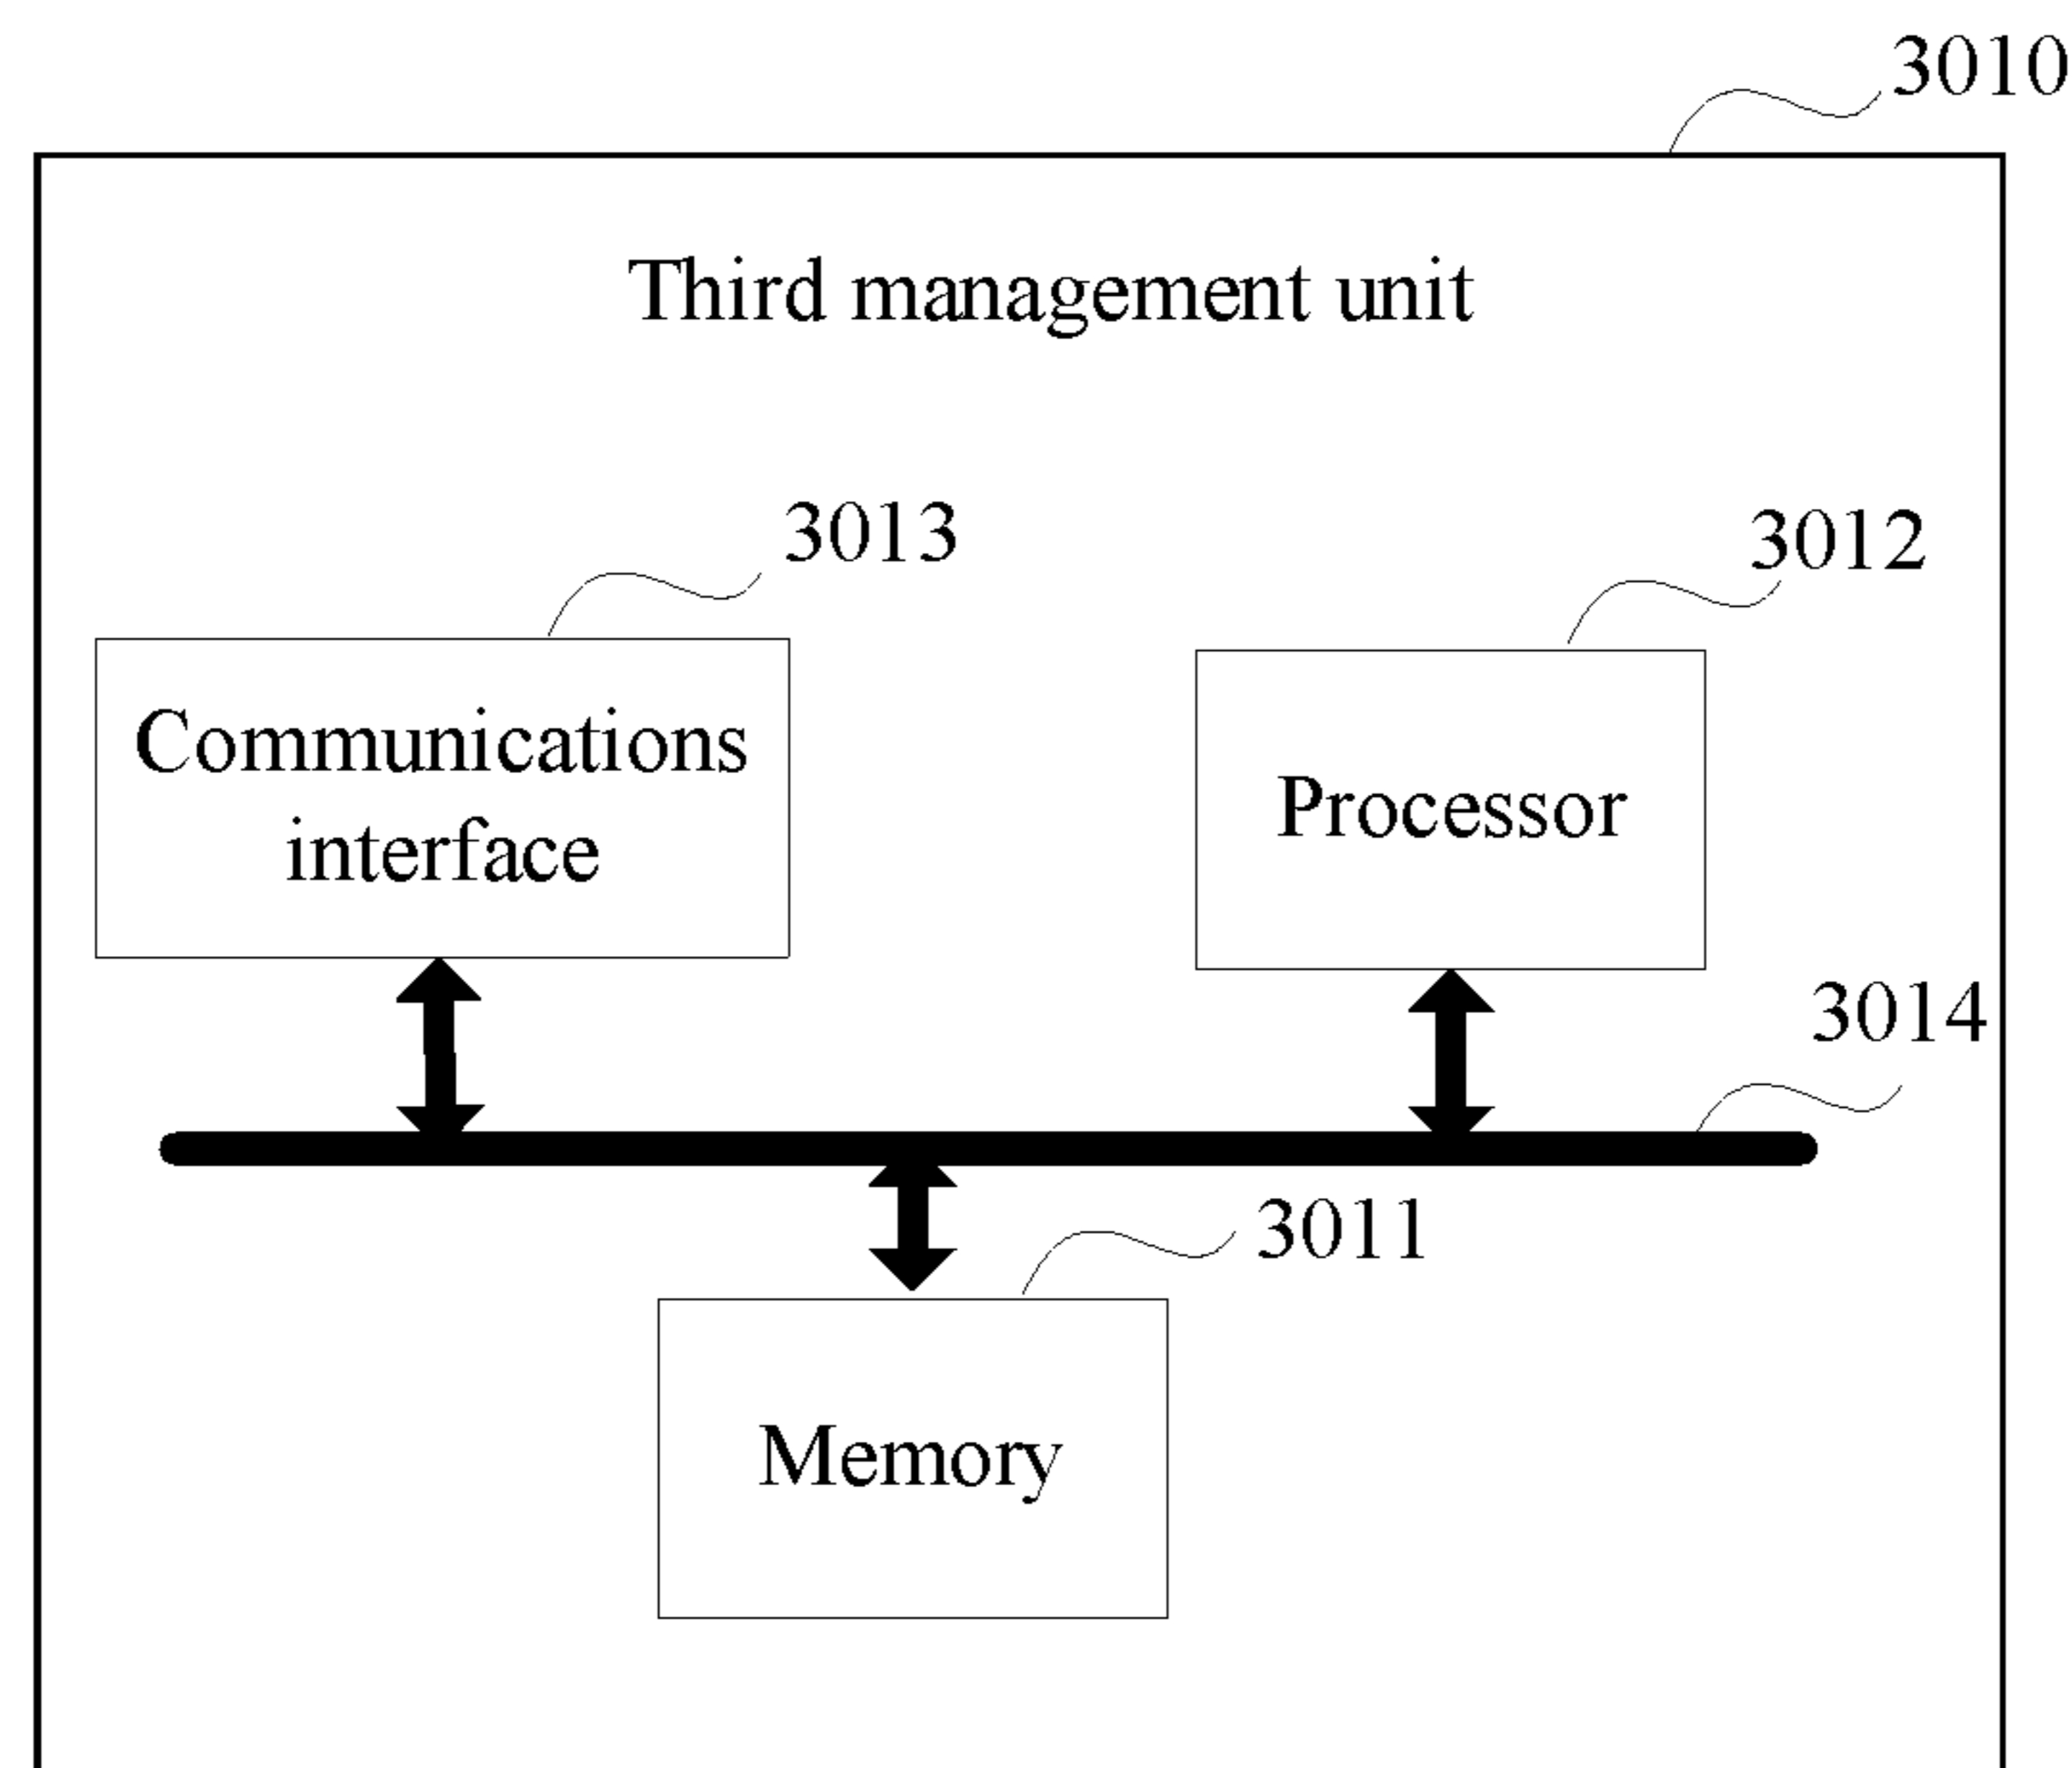 3010
Third management unit
3013
3012
Communications
interface
Processor
3014
3011
Memory